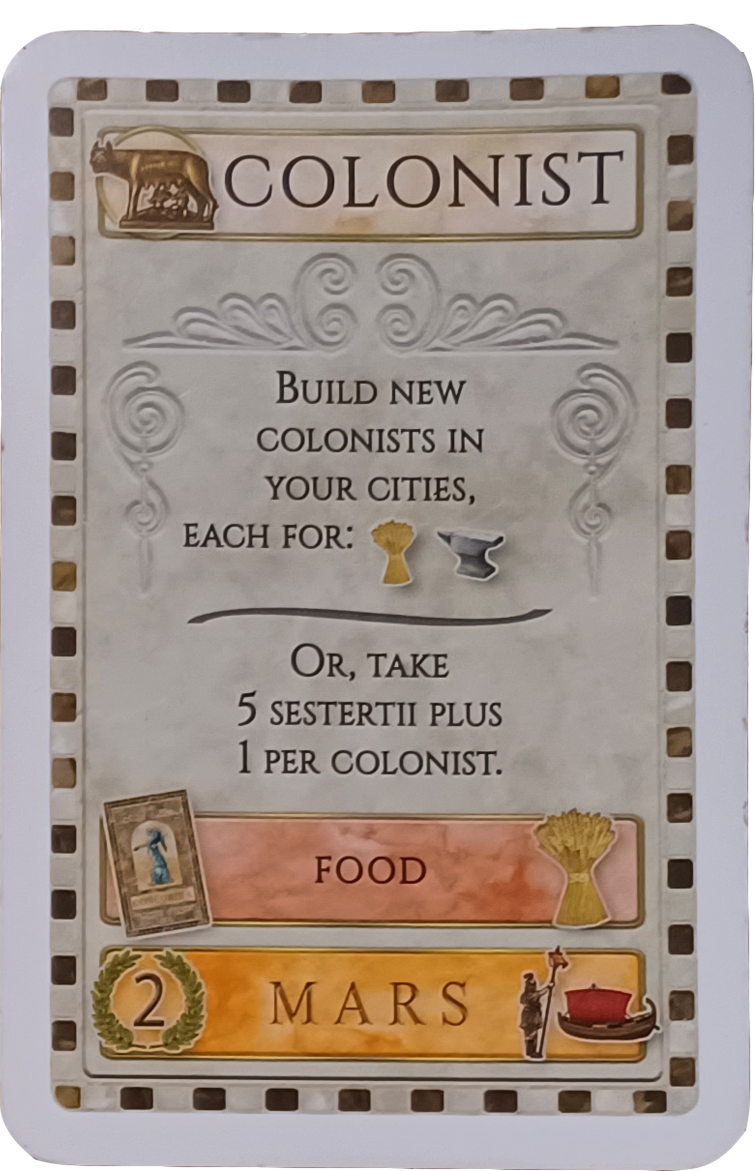 COLONIST
BUILD NEW
COLONISTS IN
YOUR CITIES,
EACH FOR:
OR, TAKE
5 SESTERTII PLUS
1 PER COLONIST.
FOOD
CONCORDIA
2 MARS